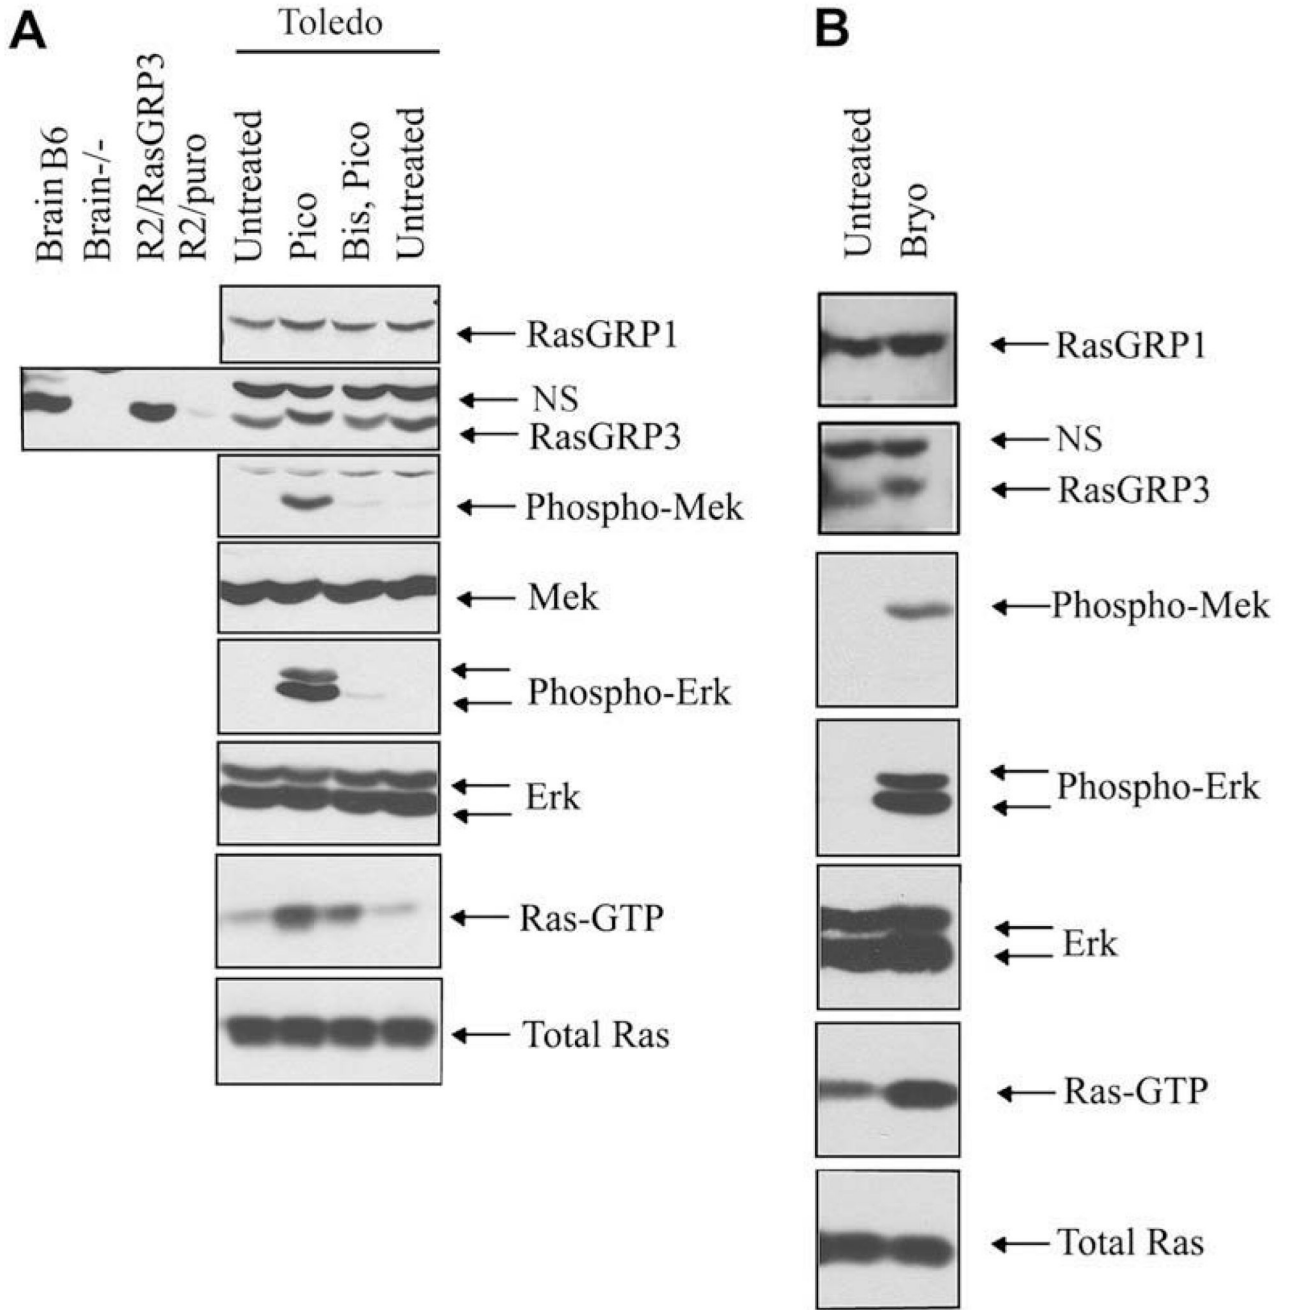 A
Toledo
Brain B6
Brain-/-
R2/RasGRP3
R2/puro
Untreated
Pico
Bis, Pico
Untreated
RasGRP1
NS
RasGRP3
Phospho-Mek
Mek
Phospho-Erk
Erk
Ras-GTP
Total Ras
B
Untreated
Bryo
RasGRP1
NS
RasGRP3
Phospho-Mek
Phospho-Erk
Erk
Ras-GTP
Total Ras